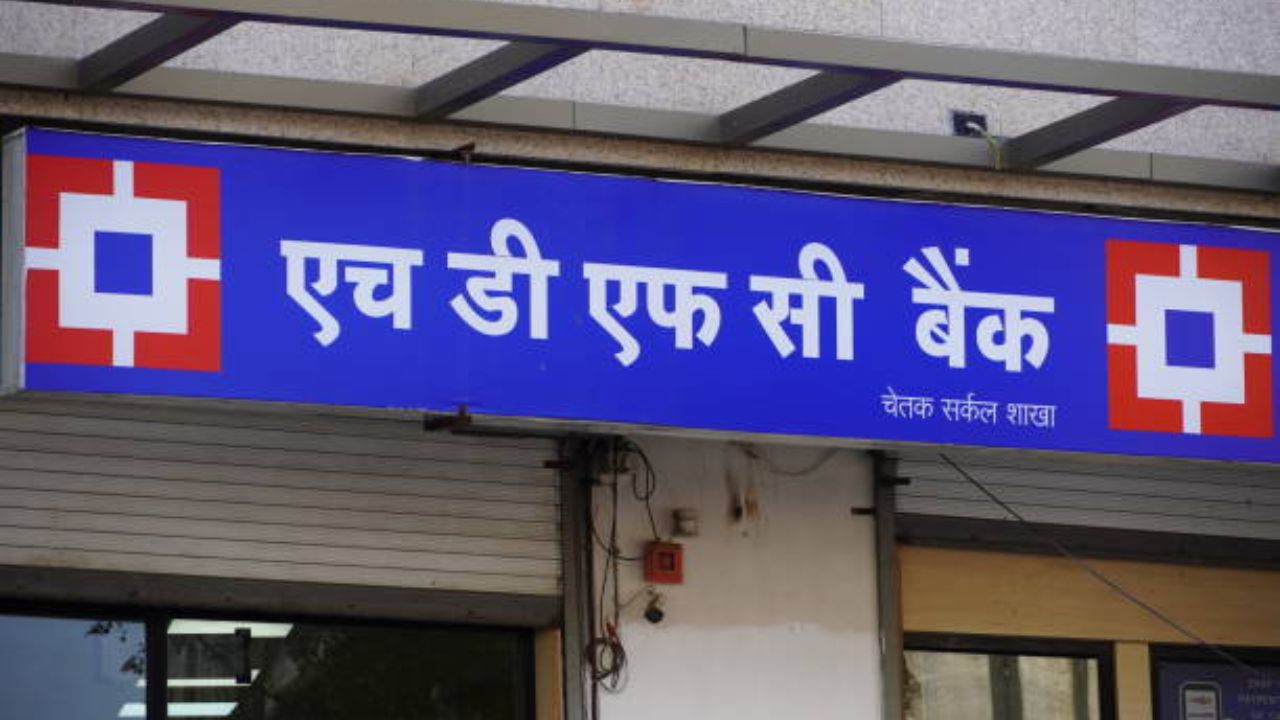 एच डी एफ सी बैंक
चेतक सर्कल शाखा